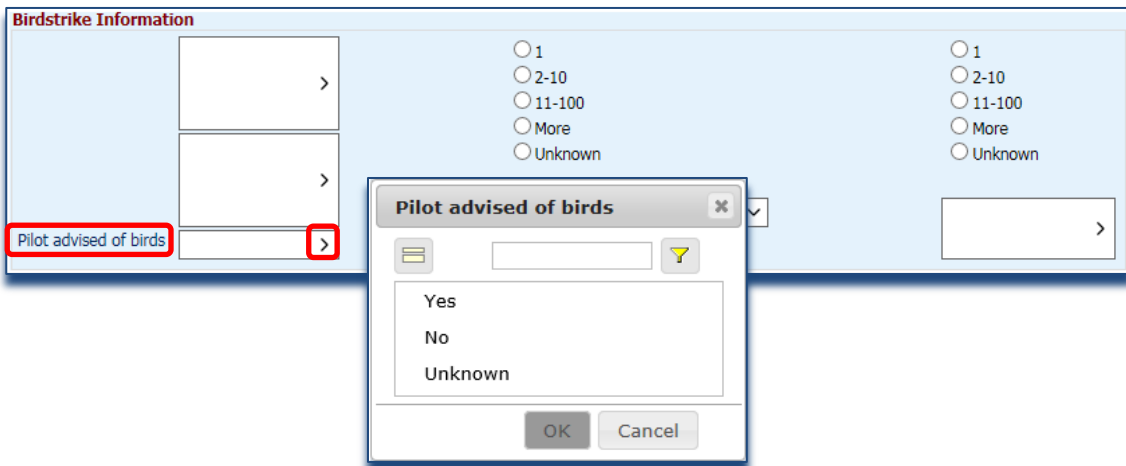 Birdstrike Information
1
2-10
11-100
More
Unknown
1
2-10
11-100
More
Unknown
Pilot advised of birds
Pilot advised of birds
Yes
No
Unknown
OK
Cancel